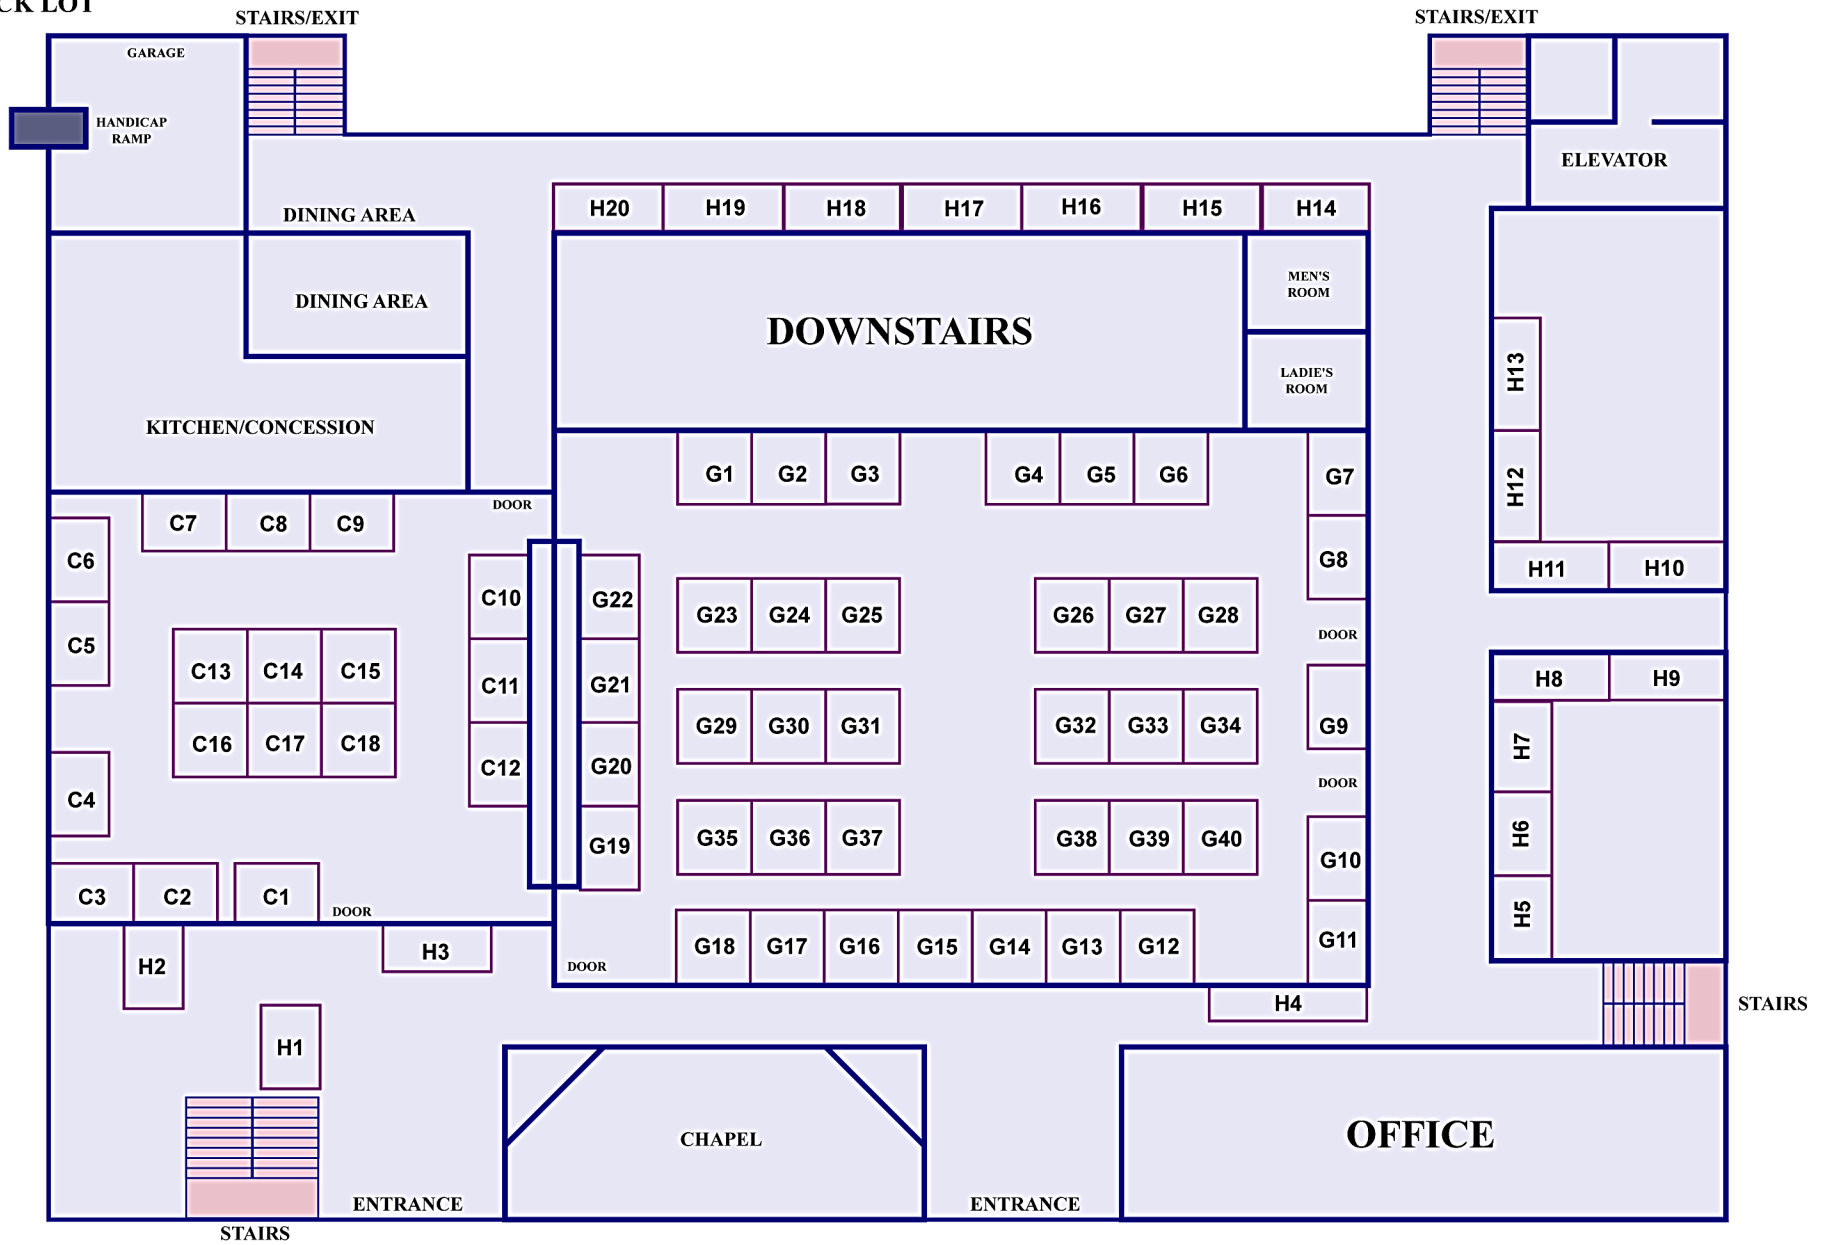 CK LOT
STAIRS/EXIT
STAIRS/EXIT
GARAGE
HANDICAP
RAMP
ELEVATOR
DINING AREA
H20 H19 H18 H17 H16 H15 H14
DINING AREA
MEN'S
ROOM
DOWNSTAIRS
LADIE'S
ROOM
H13
KITCHEN/CONCESSION
G1 G2 G3 G4 G5 G6 G7
H12
DOOR
C7 C8 C9
C6
G8
H11 H10
C10 G22
G23 G24 G25 G26 G27 G28
DOOR
C5
C13 C14 C15
C11 G21
H8 H9
G29 G30 G31 G32 G33 G34 G9
C16 C17 C18
H7
C12 G20
DOOR
C4
H6
G35 G36 G37 G38 G39 G40
G19
G10
C3 C2 C1
DOOR
H5
H3
G18 G17 G16 G15 G14 G13 G12 G11
H2
DOOR
H4
STAIRS
H1
CHAPEL
OFFICE
ENTRANCE
ENTRANCE
STAIRS